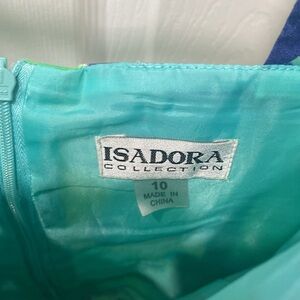 ISADORA
COLLECTION
10
MADE IN
CHINA